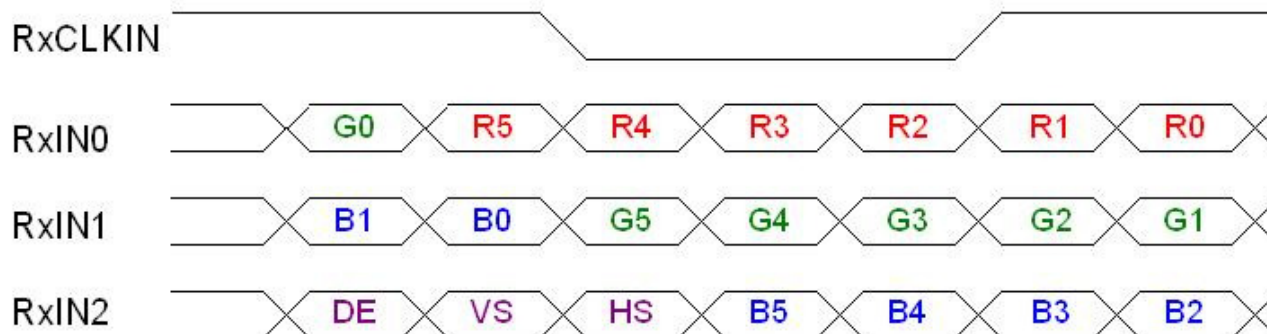 RxCLKIN
RxIN0 G0 R5 R4 R3 R2 R1 R0
RxIN1 B1 B0 G5 G4 G3 G2 G1
RxIN2 DE VS HS B5 B4 B3 B2